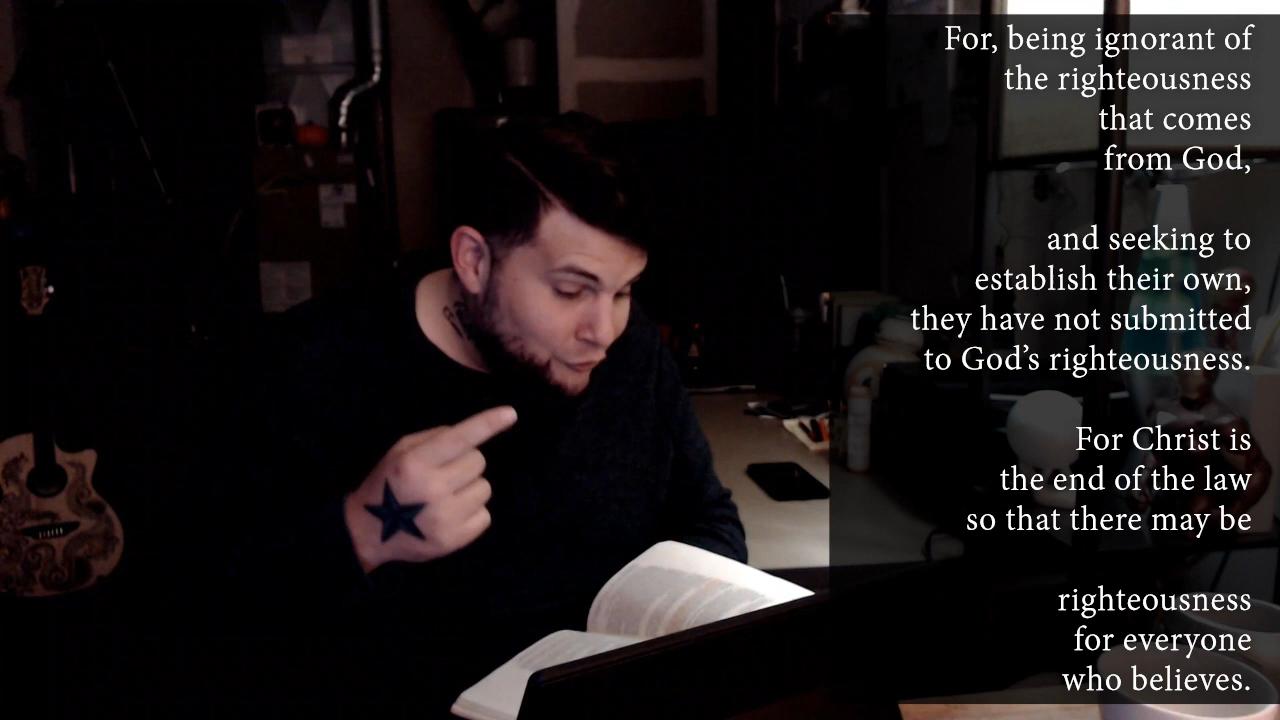 For, being ignorant of
the righteousness
that comes
from God,
and seeking to
establish their own,
they have not submitted
to God’s righteousness.
For Christ is
the end of the law
so that there may be
righteousness
for everyone
who believes.